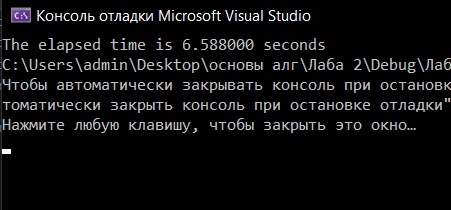 Консоль отладки Microsoft Visual Studio
The elapsed time is 6.588000 seconds
C:\Users\admin\Desktop\основы алг\Лаба 2\Debug\Лаб
Чтобы автоматически закрывать консоль при остановк
томатически закрыть консоль при остановке отладки"
Нажмите любую клавишу, чтобы закрыть это окно…